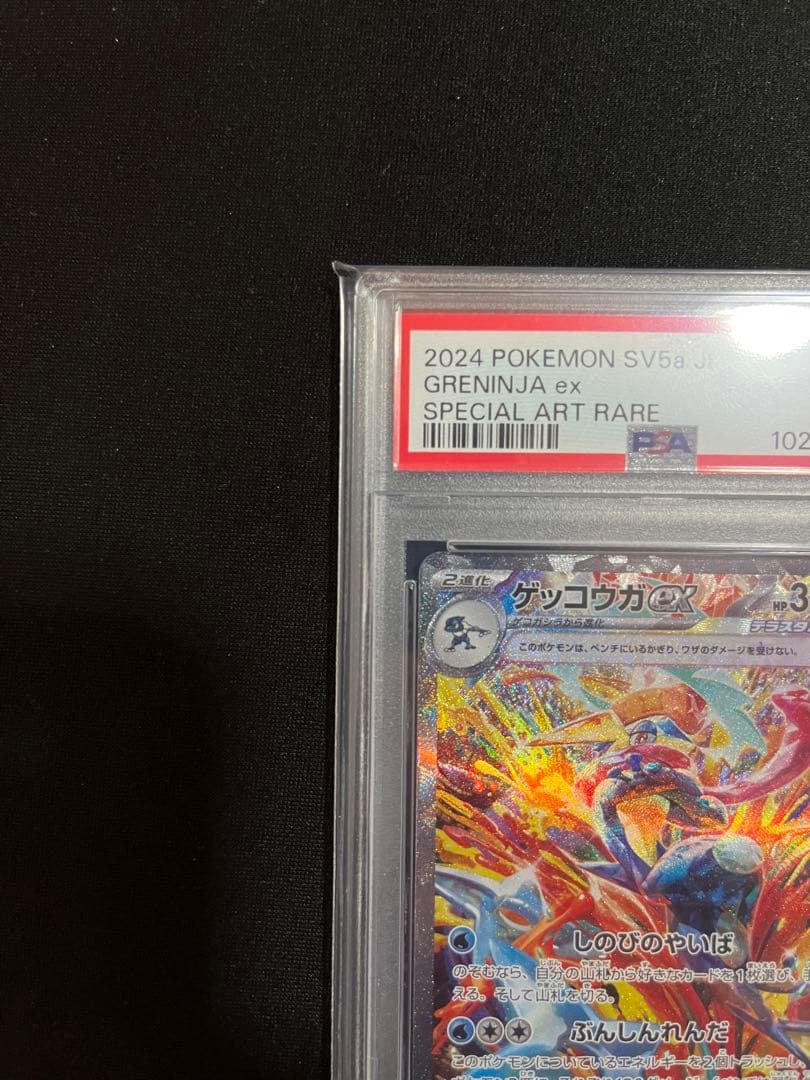 2024 POKEMON SV5a
GRENINJA ex
SPECIAL ART RARE
PSA
102
2進化
ゲッコウガex
HP3
ゲコガシラから進化
テラスタル
このポケモンは、ベンチにいるかぎり、ワザのダメージを受けない。
しのびのやいば
のぞむなら、自分の山札から好きなカードを1枚選び、
える。そして山札を切る。
ぶんしんれんだ
このポケモンについているエネルギーを2個トラッシュし